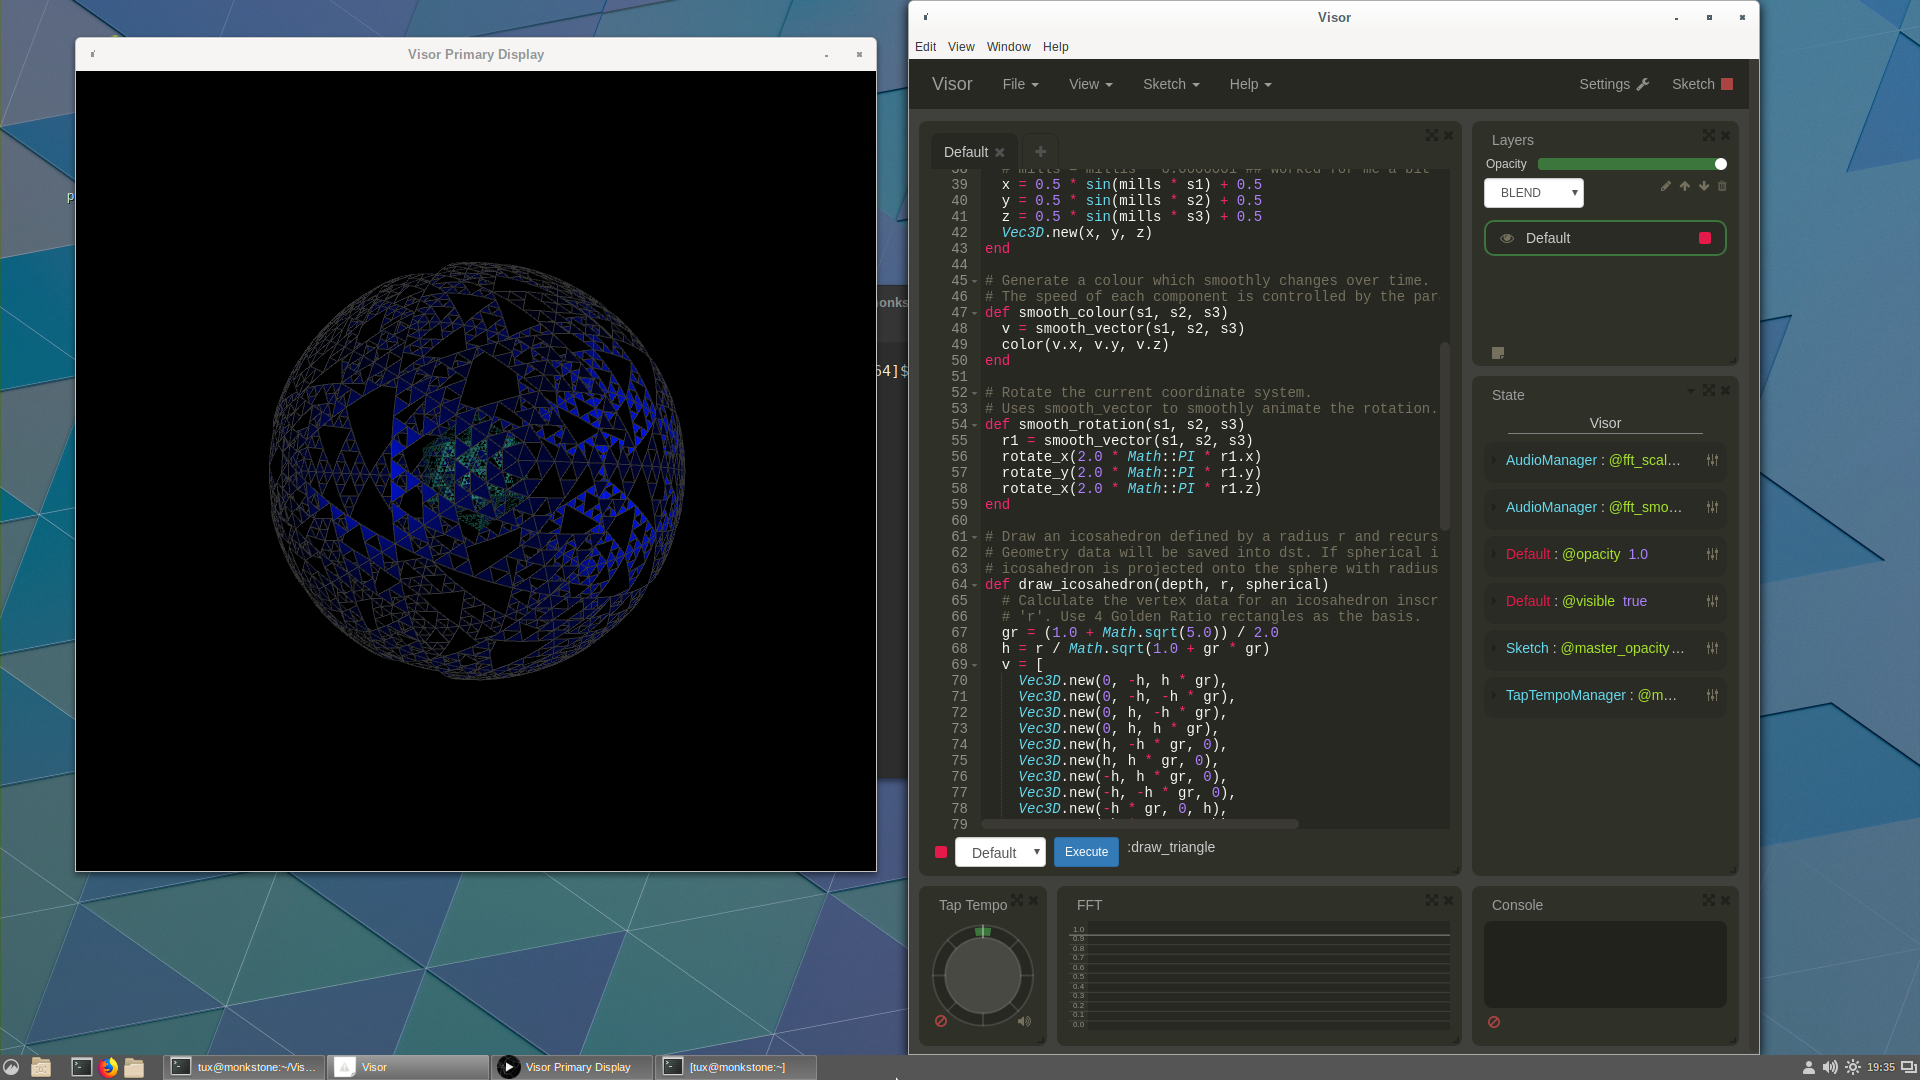 Visor Primary Display
p
onks
64]$
Visor
Edit View Window Help
Visor File View Sketch Help Settings Sketch
Default
39 x = 0.5 * sin(mills * s1) + 0.5
40 y = 0.5 * sin(mills * s2) + 0.5
41 z = 0.5 * sin(mills * s3) + 0.5
42 Vec3D.new(x, y, z)
43 end
44
45 # Generate a colour which smoothly changes over time.
46 # The speed of each component is controlled by the par
47 def smooth_colour(s1, s2, s3)
48 v = smooth_vector(s1, s2, s3)
49 color(v.x, v.y, v.z)
50 end
51
52 # Rotate the current coordinate system.
53 # Uses smooth_vector to smoothly animate the rotation.
54 def smooth_rotation(s1, s2, s3)
55 r1 = smooth_vector(s1, s2, s3)
56 rotate_x(2.0 * Math::PI * r1.x)
57 rotate_y(2.0 * Math::PI * r1.y)
58 rotate_x(2.0 * Math::PI * r1.z)
59 end
60
61 # Draw an icosahedron defined by a radius r and recurs
62 # Geometry data will be saved into dst. If spherical i
63 # icosahedron is projected onto the sphere with radius
64 def draw_icosahedron(depth, r, spherical)
65 # Calculate the vertex data for an icosahedron inscr
66 # 'r'. Use 4 Golden Ratio rectangles as the basis.
67 gr = (1.0 + Math.sqrt(5.0)) / 2.0
68 h = r / Math.sqrt(1.0 + gr * gr)
69 v = [
70 Vec3D.new(0, -h, h * gr),
71 Vec3D.new(0, -h, -h * gr),
72 Vec3D.new(0, h, -h * gr),
73 Vec3D.new(0, h, h * gr),
74 Vec3D.new(h, -h * gr, 0),
75 Vec3D.new(h, h * gr, 0),
76 Vec3D.new(-h, h * gr, 0),
77 Vec3D.new(-h, -h * gr, 0),
78 Vec3D.new(-h * gr, 0, h),
79
Default Execute :draw_triangle
Layers
Opacity
BLEND
Default
State
Visor
AudioManager : @fft_scal...
AudioManager : @fft_smo...
Default : @opacity 1.0
Default : @visible true
Sketch : @master_opacity...
TapTempoManager : @m...
Tap Tempo
FFT
1.0
0.9
0.8
0.7
0.6
0.5
0.4
0.3
0.2
0.1
0.0
Console
tux@monkstone:~/Vis... Visor Visor Primary Display [tux@monkstone:~] 19:35